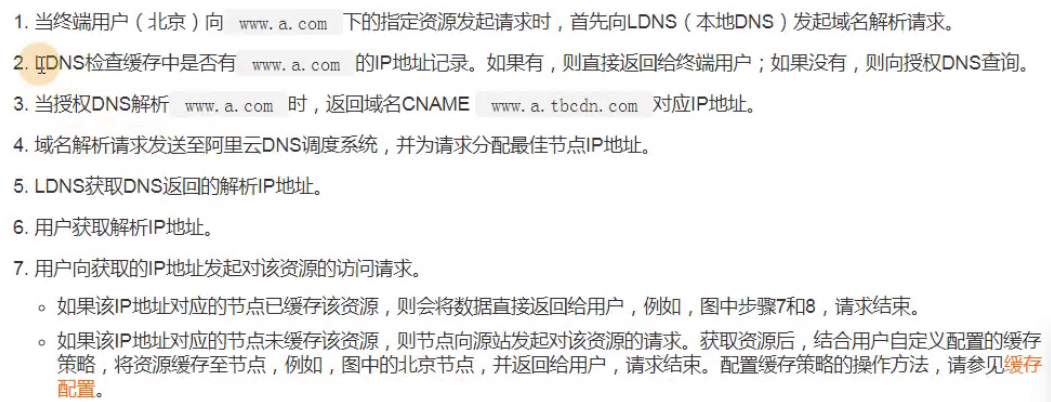 1. 当终端用户（北京）向 www.a.com 下的指定资源发起请求时，首先向LDNS（本地DNS）发起域名解析请求。
2. LDNS检查缓存中是否有 www.a.com 的IP地址记录。如果有，则直接返回给终端用户；如果没有，则向授权DNS查询。
3. 当授权DNS解析 www.a.com 时，返回域名CNAME www.a.tbcdn.com 对应IP地址。
4. 域名解析请求发送至阿里云DNS调度系统，并为请求分配最佳节点IP地址。
5. LDNS获取DNS返回的解析IP地址。
6. 用户获取解析IP地址。
7. 用户向获取的IP地址发起对该资源的访问请求。
○ 如果该IP地址对应的节点已缓存该资源，则会将数据直接返回给用户，例如，图中步骤7和8，请求结束。
○ 如果该IP地址对应的节点未缓存该资源，则节点向源站发起对该资源的请求。获取资源后，结合用户自定义配置的缓存
策略，将资源缓存至节点，例如，图中的北京节点，并返回给用户，请求结束。配置缓存策略的操作方法，请参见缓存
配置。